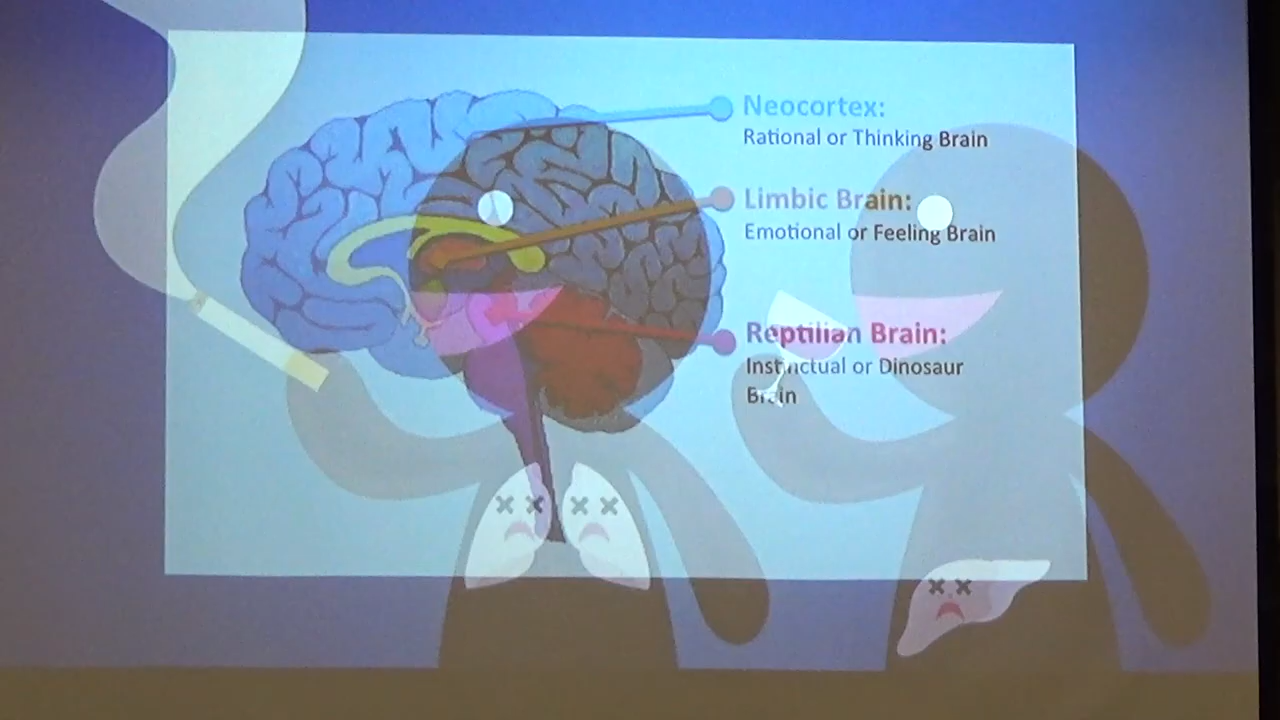 Neocortex:
Rational or Thinking Brain
Limbic Brain:
Emotional or Feeling Brain
Reptilian Brain:
Instinctual or Dinosaur
Brain